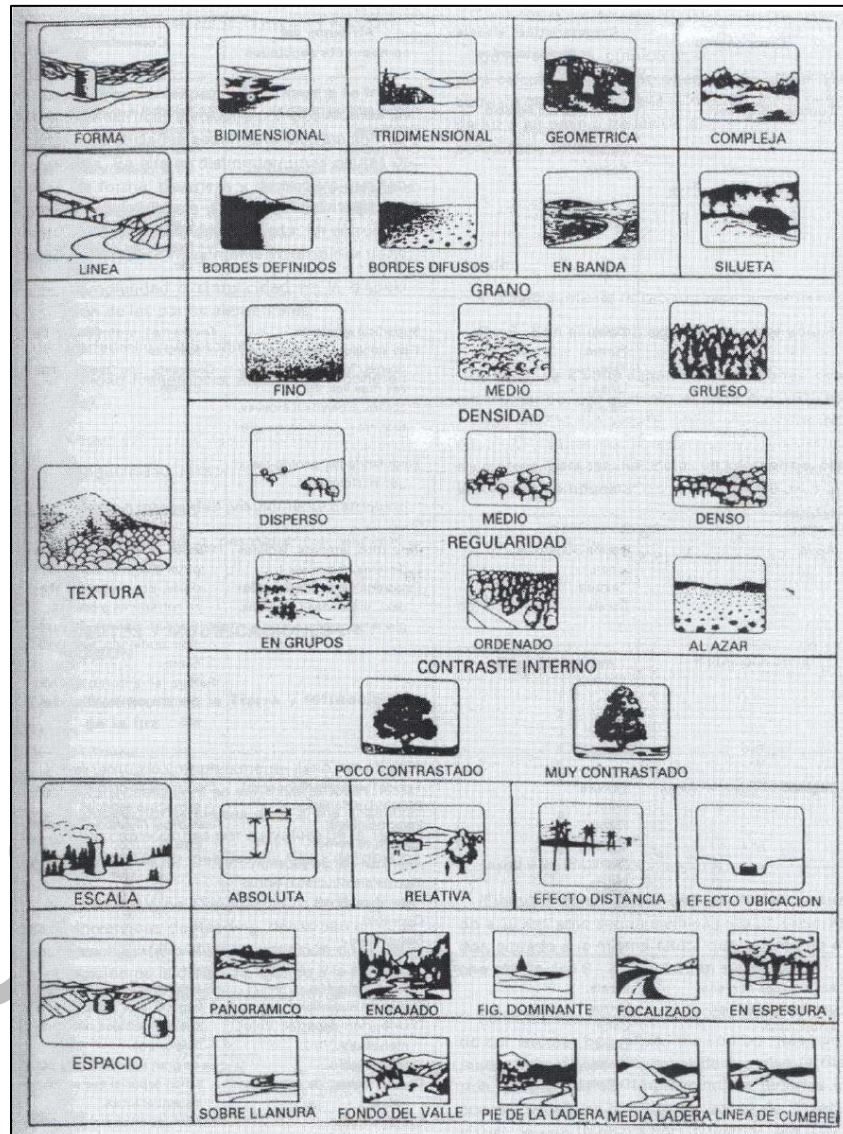 FORMA BIDIMENSIONAL TRIDIMENSIONAL GEOMETRICA COMPLEJA
LINEA BORDES DEFINIDOS BORDES DIFUSOS EN BANDA SILUETA
GRANO
FINO MEDIO GRUESO
DENSIDAD
DISPERSO MEDIO DENSO
TEXTURA
REGULARIDAD
EN GRUPOS ORDENADO AL AZAR
CONTRASTE INTERNO
POCO CONTRASTADO MUY CONTRASTADO
ESCALA ABSOLUTA RELATIVA EFECTO DISTANCIA EFECTO UBICACION
PANORAMICO ENCAJADO FIG. DOMINANTE FOCALIZADO EN ESPESURA
ESPACIO
SOBRE LLANURA FONDO DEL VALLE PIE DE LA LADERA MEDIA LADERA LINEA DE CUMBRE